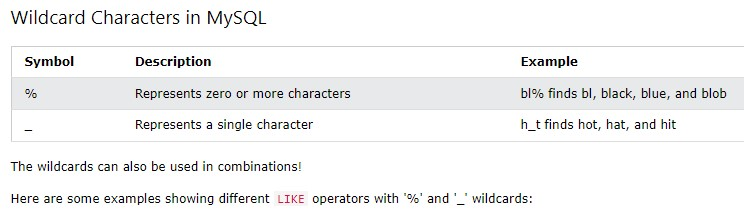 Wildcard Characters in MySQL
Symbol Description Example
% Represents zero or more characters bl% finds bl, black, blue, and blob
_ Represents a single character h_t finds hot, hat, and hit
The wildcards can also be used in combinations!
Here are some examples showing different LIKE operators with '%' and '_' wildcards: